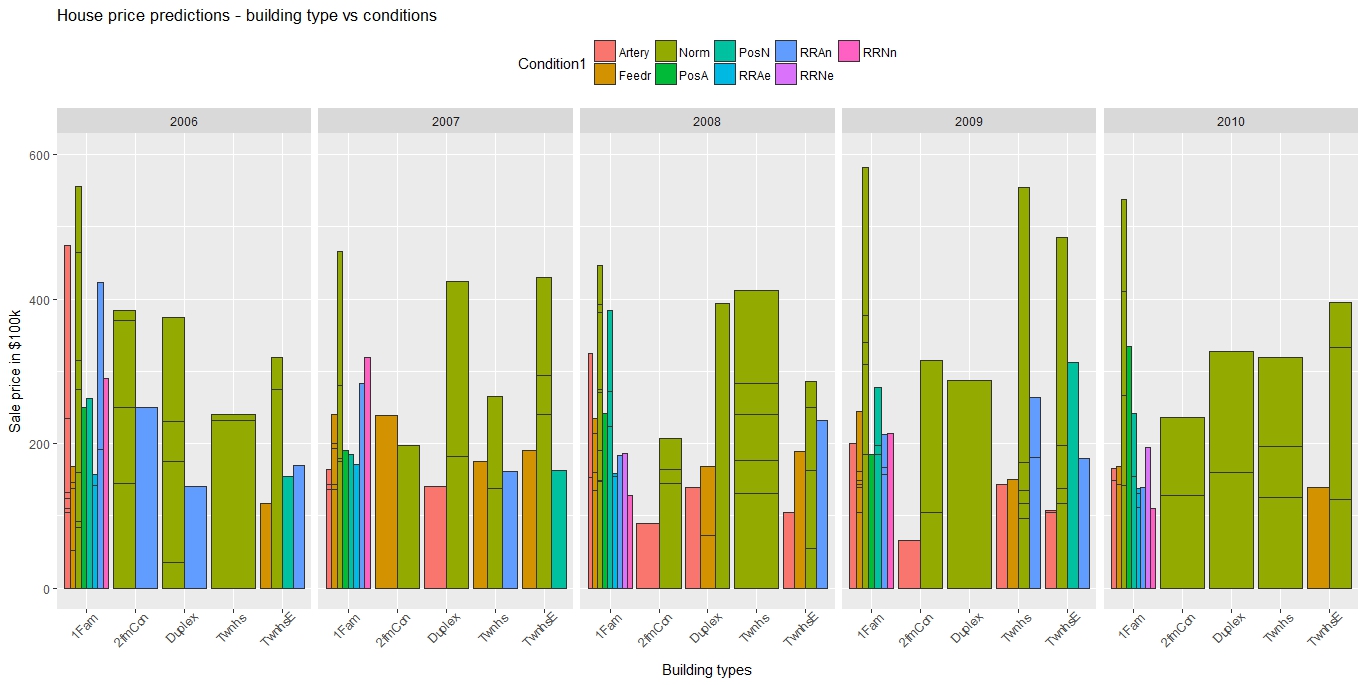 House price predictions - building type vs conditions
Condition1
Artery Norm PosN RRAn RRNn
Feedr PosA RRAe RRNe
2006 2007 2008 2009 2010
Sale price in $100k
600
400
200
0
1Fam 2fmCon Duplex Twnhs TwnhsE 1Fam 2fmCon Duplex Twnhs TwnhsE 1Fam 2fmCon Duplex Twnhs TwnhsE 1Fam 2fmCon Duplex Twnhs TwnhsE 1Fam 2fmCon Duplex Twnhs TwnhsE
Building types